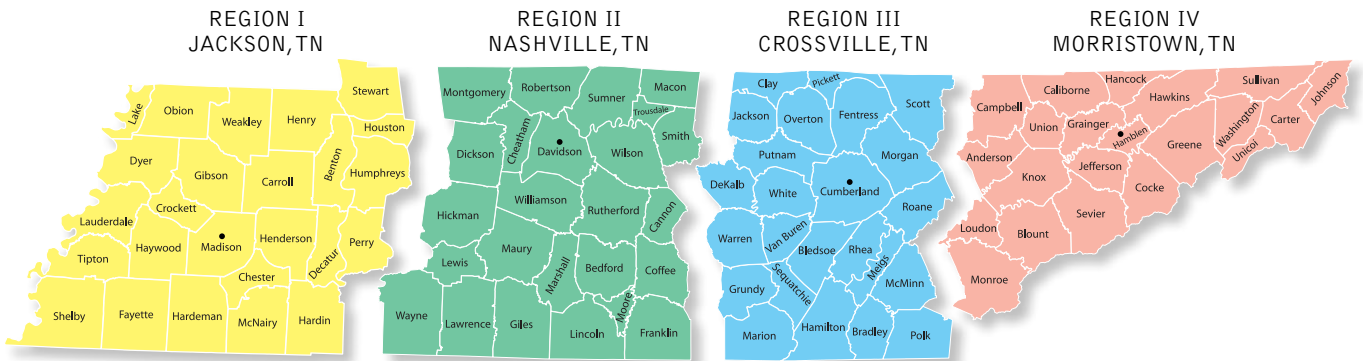 REGION I
JACKSON, TN
REGION II
NASHVILLE, TN
REGION III
CROSSVILLE, TN
REGION IV
MORRISTOWN, TN
Stewart
Lake
Obion
Weakley
Henry
Houston
Dyer
Gibson
Carroll
Benton
Humphreys
Crockett
Lauderdale
Haywood
Madison
Henderson
Decatur
Perry
Tipton
Chester
Shelby
Fayette
Hardeman
McNairy
Hardin
Montgomery
Robertson
Sumner
Macon
Trousdale
Smith
Dickson
Cheatham
Davidson
Wilson
Williamson
Rutherford
Cannon
Hickman
Maury
Lewis
Marshall
Bedford
Coffee
Wayne
Lawrence
Giles
Lincoln
Moore
Franklin
Clay
Pickett
Scott
Jackson
Overton
Fentress
Putnam
Morgan
DeKalb
White
Cumberland
Roane
Warren
Van Buren
Bledsoe
Rhea
Meigs
McMinn
Grundy
Sequatchie
Marion
Hamilton
Bradley
Polk
Campbell
Caliborne
Hancock
Hawkins
Sullivan
Johnson
Union
Grainger
Hamblen
Greene
Washington
Carter
Unicoi
Anderson
Knox
Jefferson
Cocke
Sevier
Loudon
Blount
Monroe